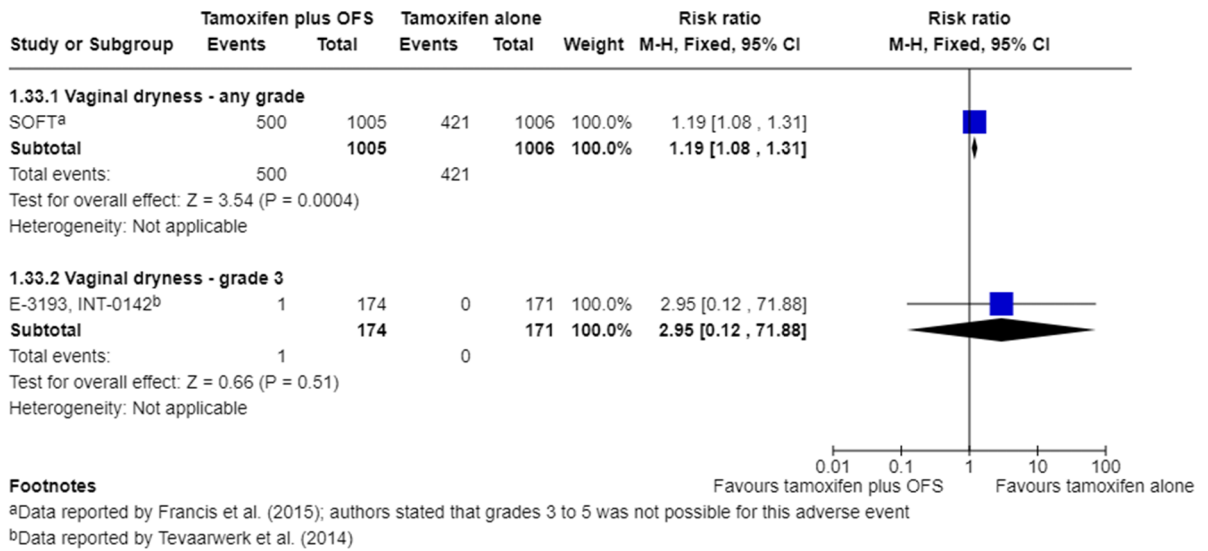 Tamoxifen plus OFS Tamoxifen alone Risk ratio Risk ratio
Study or Subgroup Events Total Events Total Weight M-H, Fixed, 95% CI M-H, Fixed, 95% CI
1.33.1 Vaginal dryness - any grade
SOFTa 500 1005 421 1006 100.0% 1.19 [1.08 , 1.31]
Subtotal 1005 1006 100.0% 1.19 [1.08 , 1.31]
Total events: 500 421
Test for overall effect: Z = 3.54 (P = 0.0004)
Heterogeneity: Not applicable
1.33.2 Vaginal dryness - grade 3
E-3193, INT-0142b 1 174 0 171 100.0% 2.95 [0.12 , 71.88]
Subtotal 174 171 100.0% 2.95 [0.12 , 71.88]
Total events: 1 0
Test for overall effect: Z = 0.66 (P = 0.51)
Heterogeneity: Not applicable
0.01 0.1 1 10 100
Favours tamoxifen plus OFS Favours tamoxifen alone
Footnotes
aData reported by Francis et al. (2015); authors stated that grades 3 to 5 was not possible for this adverse event
bData reported by Tevaarwerk et al. (2014)